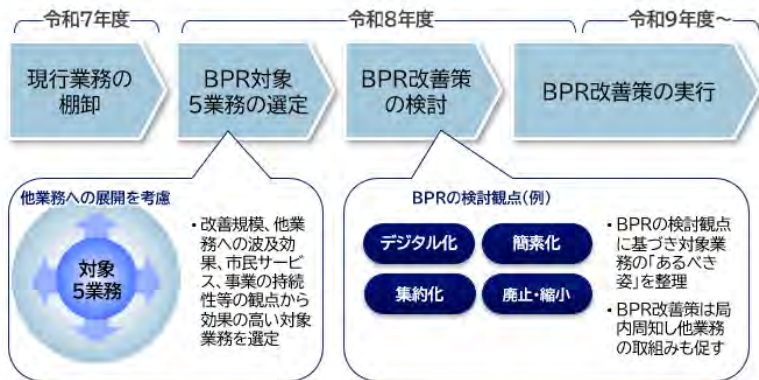 令和7年度
令和8年度
令和9年度～
現行業務の
棚卸
BPR対象
5業務の選定
BPR改善策
の検討
BPR改善策の実行
他業務への展開を考慮
対象
5業務
・改善規模、他業
務への波及効
果、市民サービ
ス、事業の持続
性等の観点から
効果の高い対象
業務を選定
BPRの検討観点(例)
デジタル化
簡素化
集約化
廃止・縮小
・BPRの検討観点
に基づき対象業
務の「あるべき
姿」を整理
・BPR改善策は局
内周知し他業務
の取組みも促す